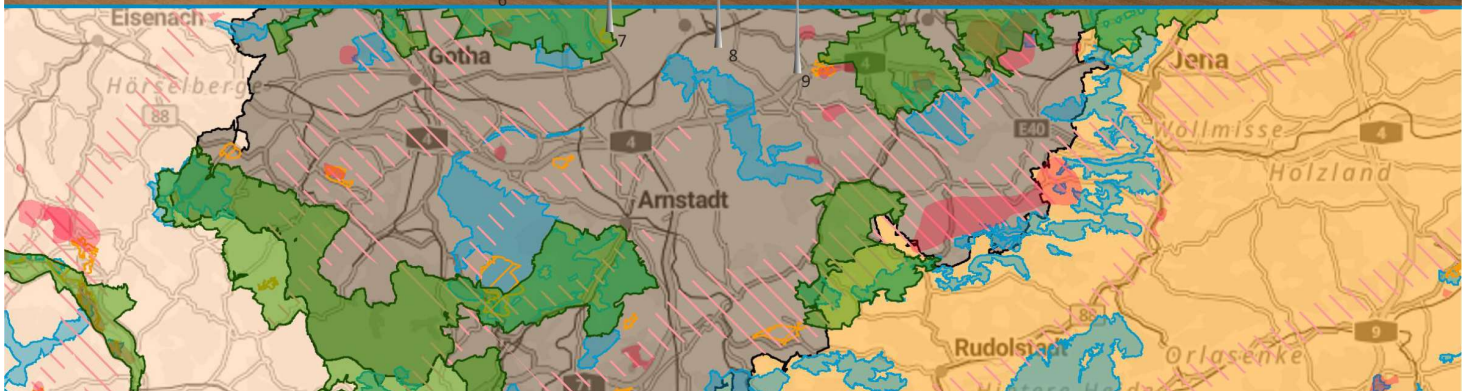 6
7
8
9
Eisenach
Gotha
Jena
4
Hörselberge
88
4
4
E40
Wöllmisse
4
Holzland
Arnstadt
88
9
Rudolstadt
Orlasenke